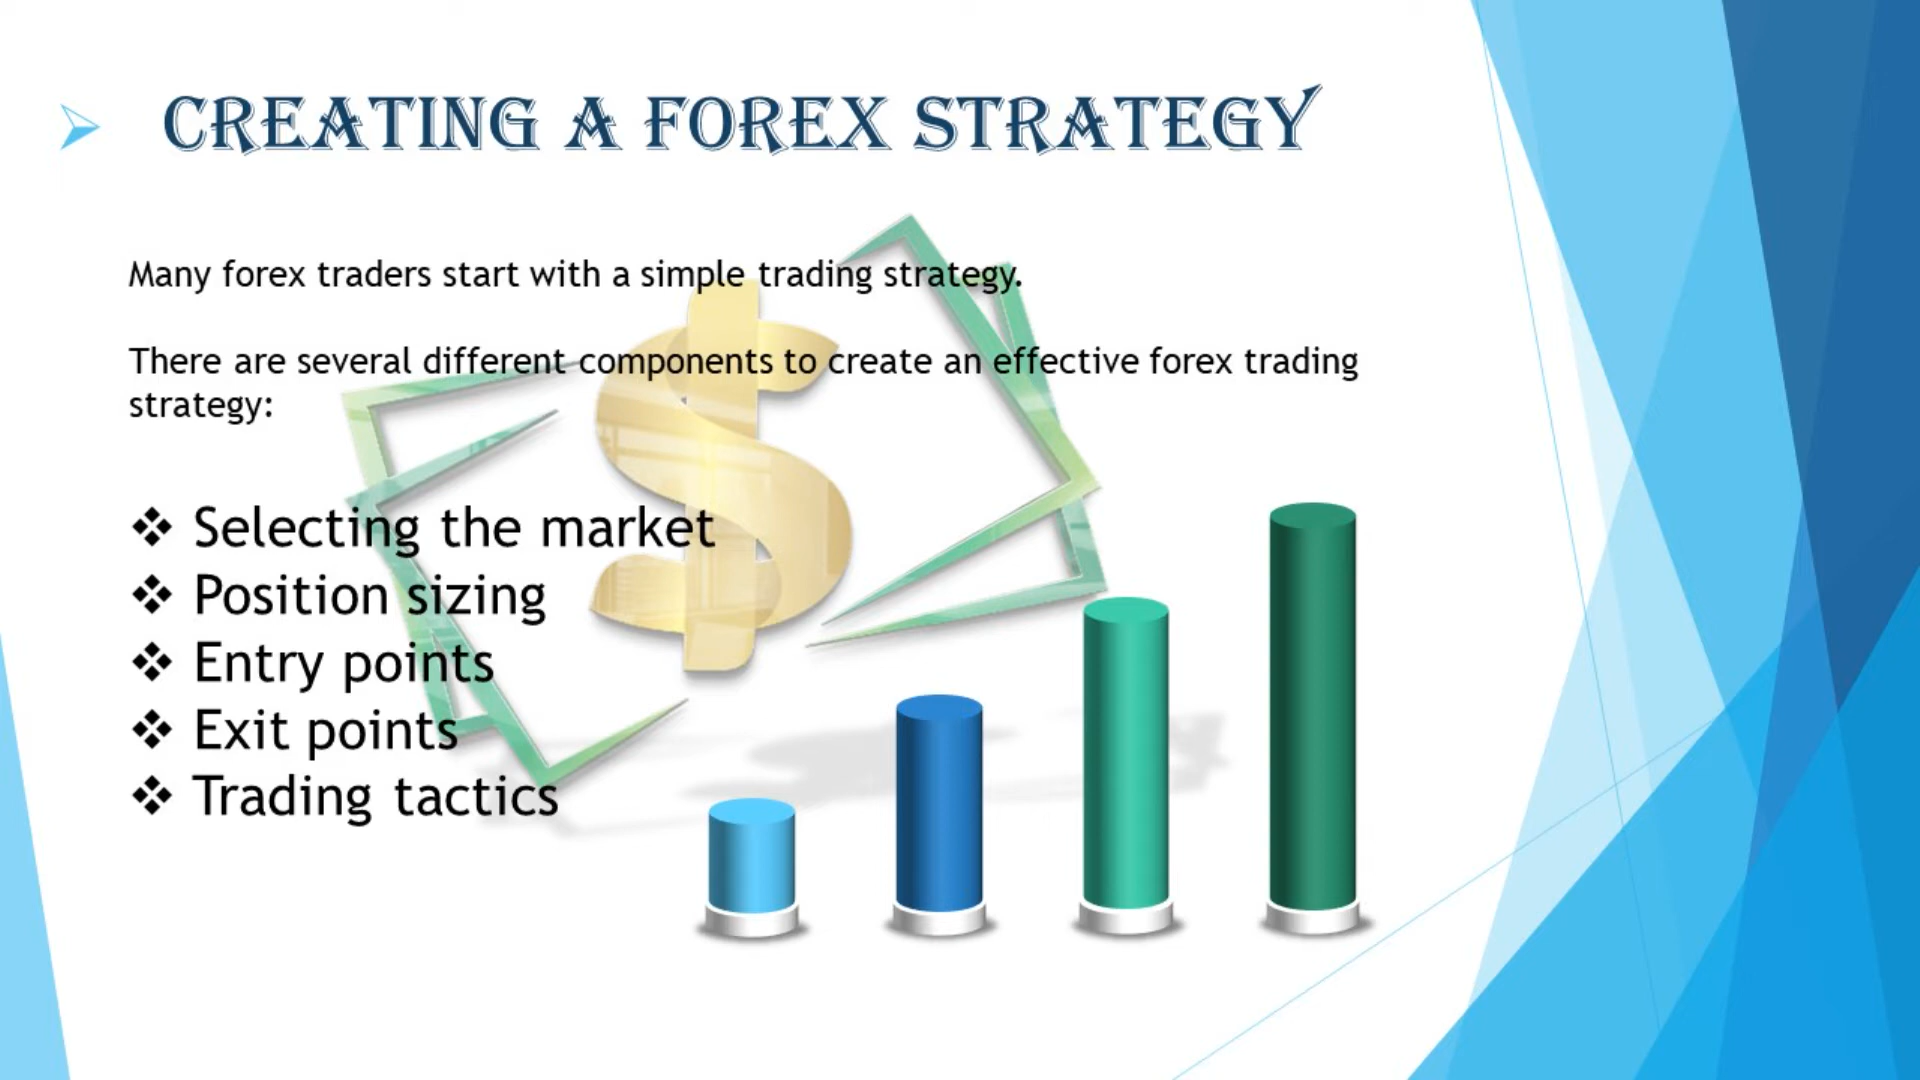 CREATING A FOREX STRATEGY
Many forex traders start with a simple trading strategy.
There are several different components to create an effective forex trading
strategy:
Selecting the market
Position sizing
Entry points
Exit points
Trading tactics